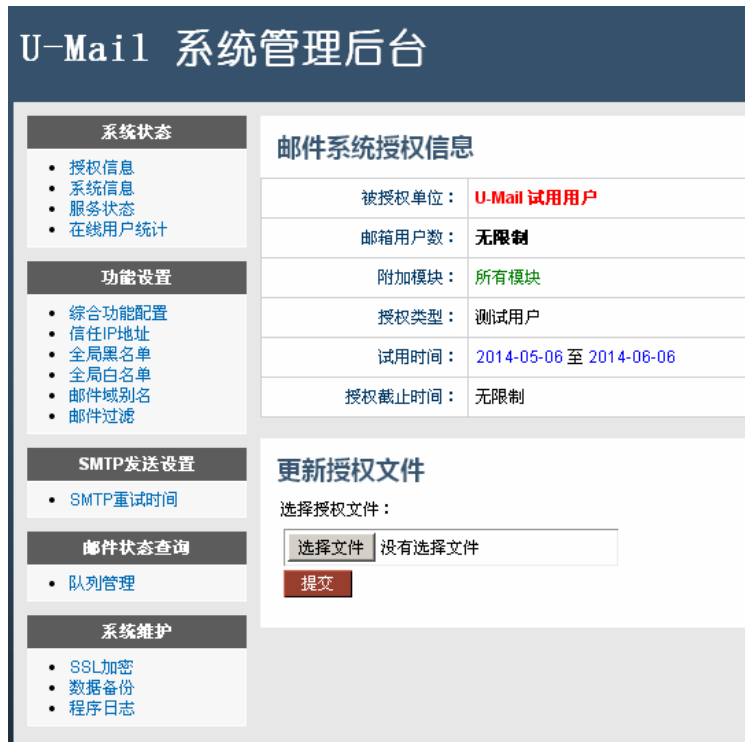 U-Mail 系统管理后台
系统状态
授权信息
系统信息
服务状态
在线用户统计
功能设置
综合功能配置
信任IP地址
全局黑名单
全局白名单
邮件域别名
邮件过滤
SMTP发送设置
SMTP重试时间
邮件状态查询
队列管理
系统维护
SSL加密
数据备份
程序日志
邮件系统授权信息
被授权单位： U-Mail 试用用户
邮箱用户数： 无限制
附加模块： 所有模块
授权类型： 测试用户
试用时间： 2014-05-06 至 2014-06-06
授权截止时间： 无限制
更新授权文件
选择授权文件：
选择文件 没有选择文件
提交